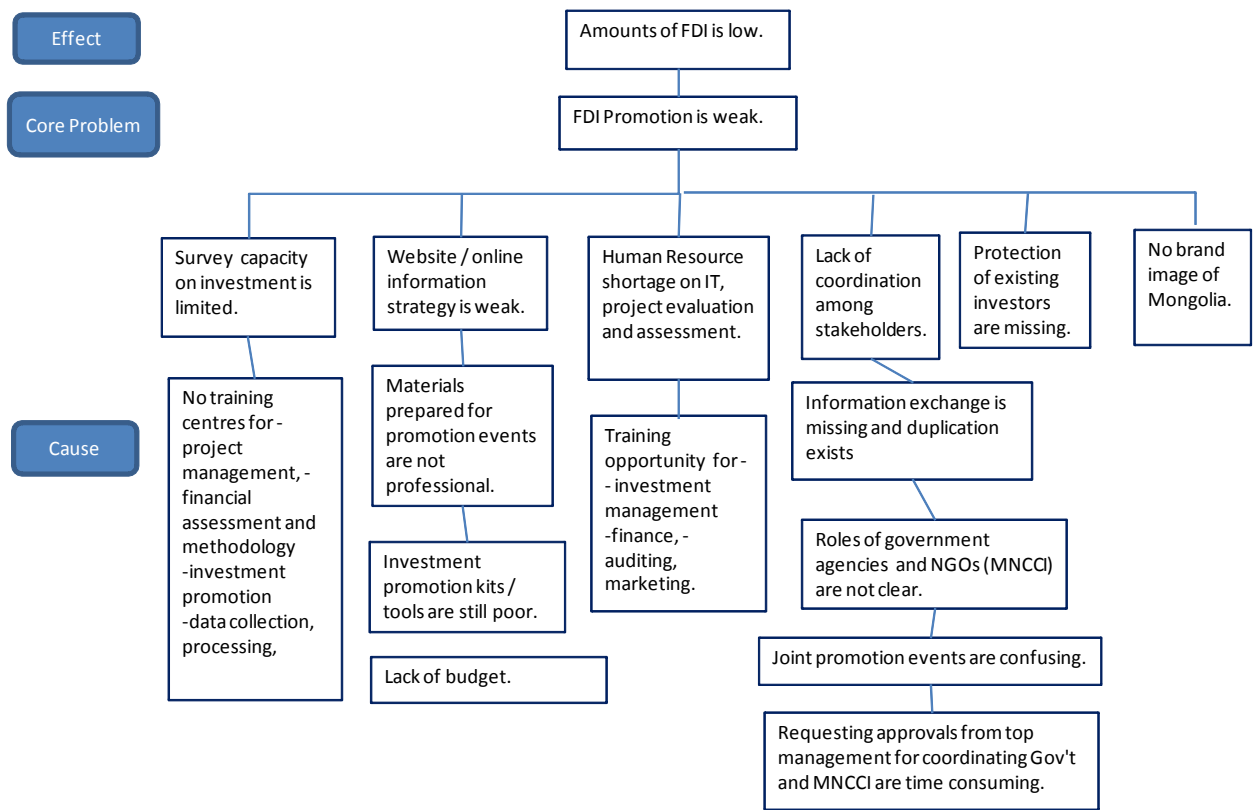 Effect
Amounts of FDI is low.
Core Problem
FDI Promotion is weak.
Survey capacity
on investment is
limited.
Website / online
information
strategy is weak.
Human Resource
shortage on IT,
project evaluation
and assessment.
Lack of
coordination
among
stakeholders.
Protection
of existing
investors
are missing.
No brand
image of
Mongolia.
Cause
No training
centres for -
project
management, -
financial
assessment and
methodology
-investment
promotion
-data collection,
processing,
Materials
prepared for
promotion events
are not
professional.
Investment
promotion kits /
tools are still poor.
Lack of budget.
Training
opportunity for -
- investment
management
-finance, -
auditing,
marketing.
Information exchange is
missing and duplication
exists
Roles of government
agencies and NGOs (MNCCI)
are not clear.
Joint promotion events are confusing.
Requesting approvals from top
management for coordinating Gov't
and MNCCI are time consuming.